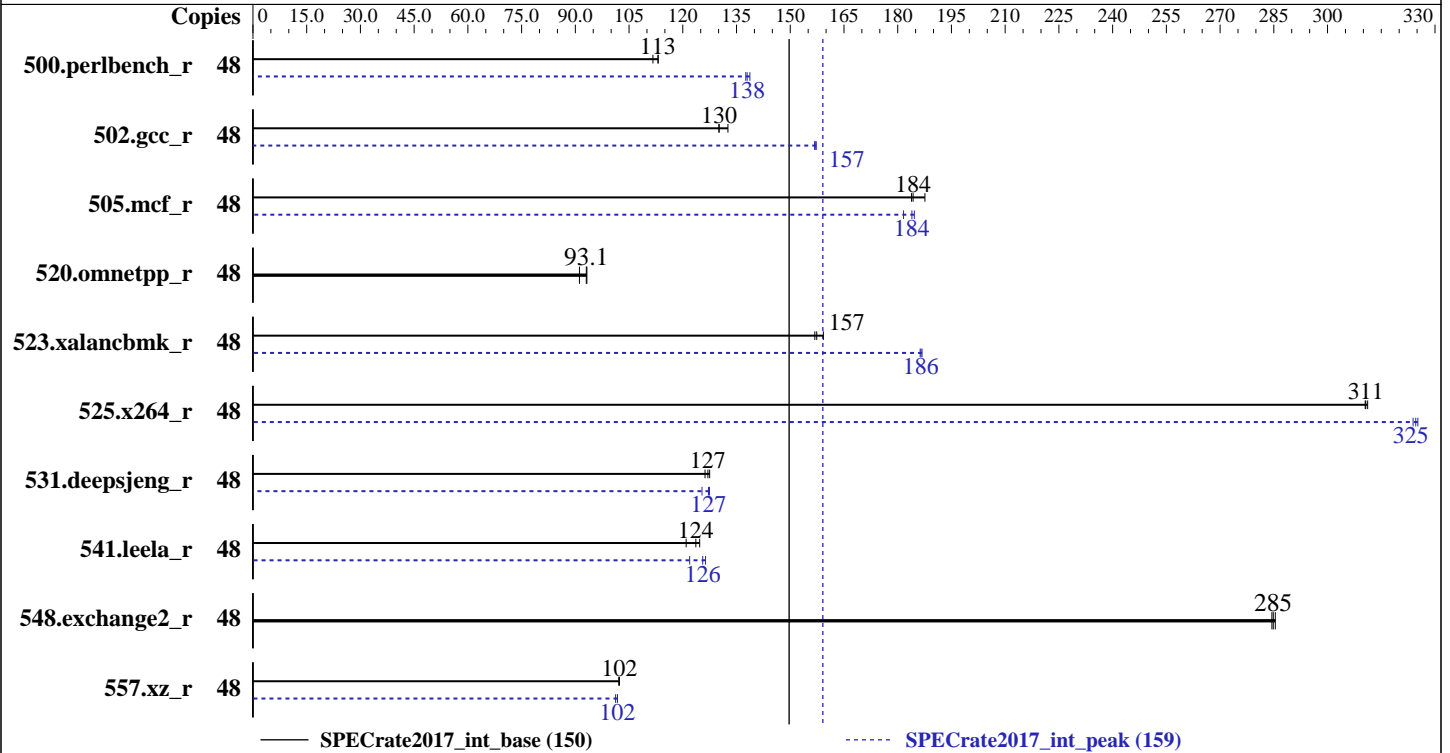 Copies 0 15.0 30.0 45.0 60.0 75.0 90.0 105 120 135 150 165 180 195 210 225 240 255 270 285 300 330
113
500.perlbench_r 48
138
130
502.gcc_r 48
157
184
505.mcf_r 48
184
93.1
520.omnetpp_r 48
157
523.xalancbmk_r 48
186
311
525.x264_r 48
325
127
531.deepsjeng_r 48
127
124
541.leela_r 48
126
285
548.exchange2_r 48
102
557.xz_r 48
102
SPECrate2017_int_base (150) SPECrate2017_int_peak (159)